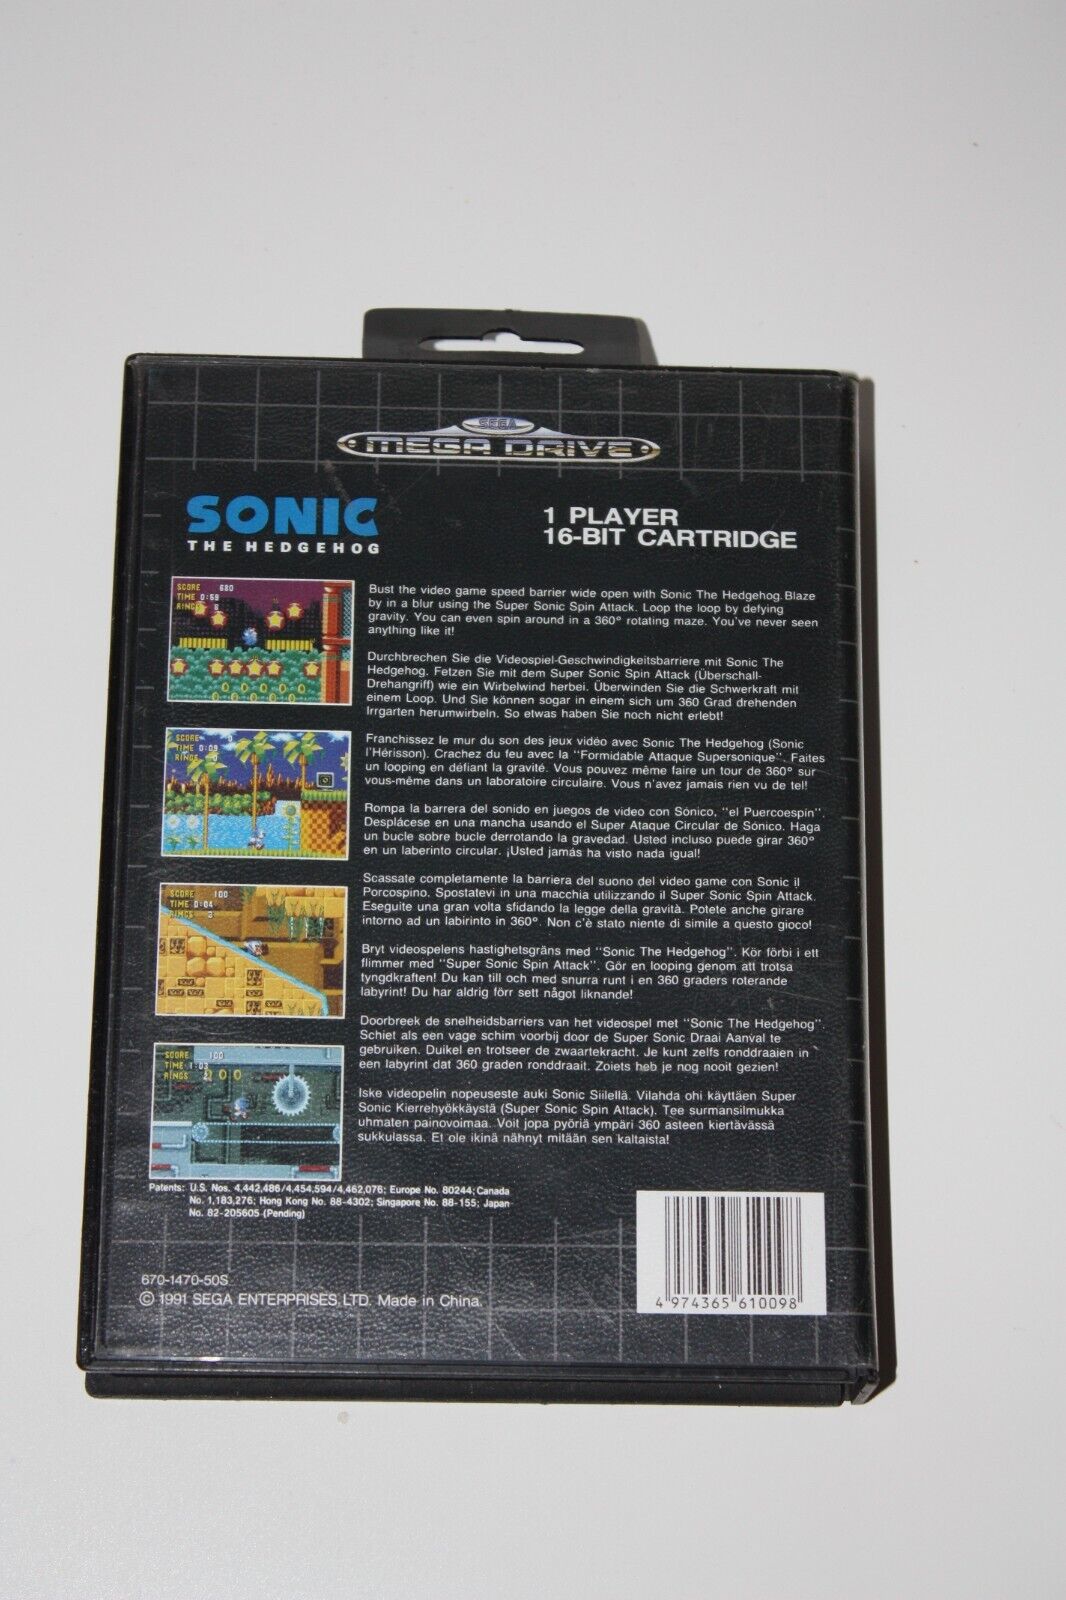 SEGA
MEGA DRIVE
SONIC
THE HEDGEHOG
1 PLAYER
16-BIT CARTRIDGE
SCORE 680
TIME 0:59
RINGS 6
Bust the video game speed barrier wide open with Sonic The Hedgehog. Blaze
by in a blur using the Super Sonic Spin Attack. Loop the loop by defying
gravity. You can even spin around in a 360° rotating maze. You've never seen
anything like it!
Durchbrechen Sie die Videospiel-Geschwindigkeitsbarriere mit Sonic The
Hedgehog. Fetzen Sie mit dem Super Sonic Spin Attack (Überschall-
Drehangriff) wie ein Wirbelwind herbei. Überwinden Sie die Schwerkraft mit
einem Loop. Und Sie können sogar in einem sich um 360 Grad drehenden
Irrgarten herumwirbeln. So etwas haben Sie noch nicht erlebt!
SCORE 0
TIME 0:09
RINGS 0
Franchissez le mur du son des jeux vidéo avec Sonic The Hedgehog (Sonic
l'Hérisson). Crachez du feu avec la "Formidable Attaque Supersonique". Faites
un looping en défiant la gravité. Vous pouvez même faire un tour de 360° sur
vous-même dans un laboratoire circulaire. Vous n'avez jamais rien vu de tel!
Rompa la barrera del sonido en juegos de video con Sónico, "el Puercoespin".
Desplácese en una mancha usando el Super Ataque Circular de Sónico. Haga
un bucle sobre bucle derrotando la gravedad. Usted incluso puede girar 360°
en un laberinto circular. ¡Usted jamás ha visto nada igual!
SCORE 100
TIME 0:04
RINGS 3
Scassate completamente la barriera del suono del video game con Sonic il
Porcospino. Spostatevi in una macchia utilizzando il Super Sonic Spin Attack.
Eseguite una gran volta sfidando la legge della gravità. Potete anche girare
intorno ad un labirinto in 360°. Non c'è stato niente di simile a questo gioco!
Bryt videospelens hastighetsgräns med "Sonic The Hedgehog". Kör förbi i ett
flimmer med "Super Sonic Spin Attack". Gör en looping genom att trotsa
tyngdkraften! Du kan till och med snurra runt i en 360 graders roterande
labyrint! Du har aldrig förr sett något liknande!
Doorbreek de snelheidsbarriers van het videospel met "Sonic The Hedgehog".
Schiet als een vage schim voorbij door de Super Sonic Draai Aanval te
gebruiken. Duikel en trotseer de zwaartekracht. Je kunt zelfs ronddraaien in
een labyrint dat 360 graden ronddraait. Zoiets heb je nog nooit gezien!
SCORE 100
TIME 1:03
RINGS
Iske videopelin nopeuseste auki Sonic Siilellä. Vilahda ohi käyttäen Super
Sonic Kierrehyökkäystä (Super Sonic Spin Attack). Tee surmansilmukka
uhmaten painovoimaa. Voit jopa pyöriä ympäri 360 asteen kiertävässä
sukkulassa. Et ole ikinä nähnyt mitään sen kaltaista!
Patents: U.S. Nos. 4,442,486/4,454,594/4,462,076; Europe No. 80244; Canada
No. 1,183,276; Hong Kong No. 88-4302; Singapore No. 88-155; Japan
No. 82-205605 (Pending)
670-1470-50S
© 1991 SEGA ENTERPRISES, LTD. Made in China.
4 974365 610098